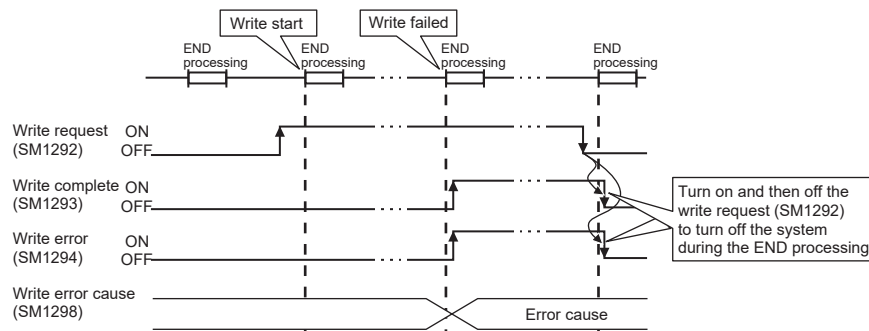 Write start
Write failed
END
processing
END
processing
END
processing
END
processing
Write request
(SM1292)
ON
OFF
Write complete
(SM1293)
ON
OFF
Write error
(SM1294)
ON
OFF
Turn on and then off the
write request (SM1292)
to turn off the system
during the END processing
Write error cause
(SM1298)
Error cause